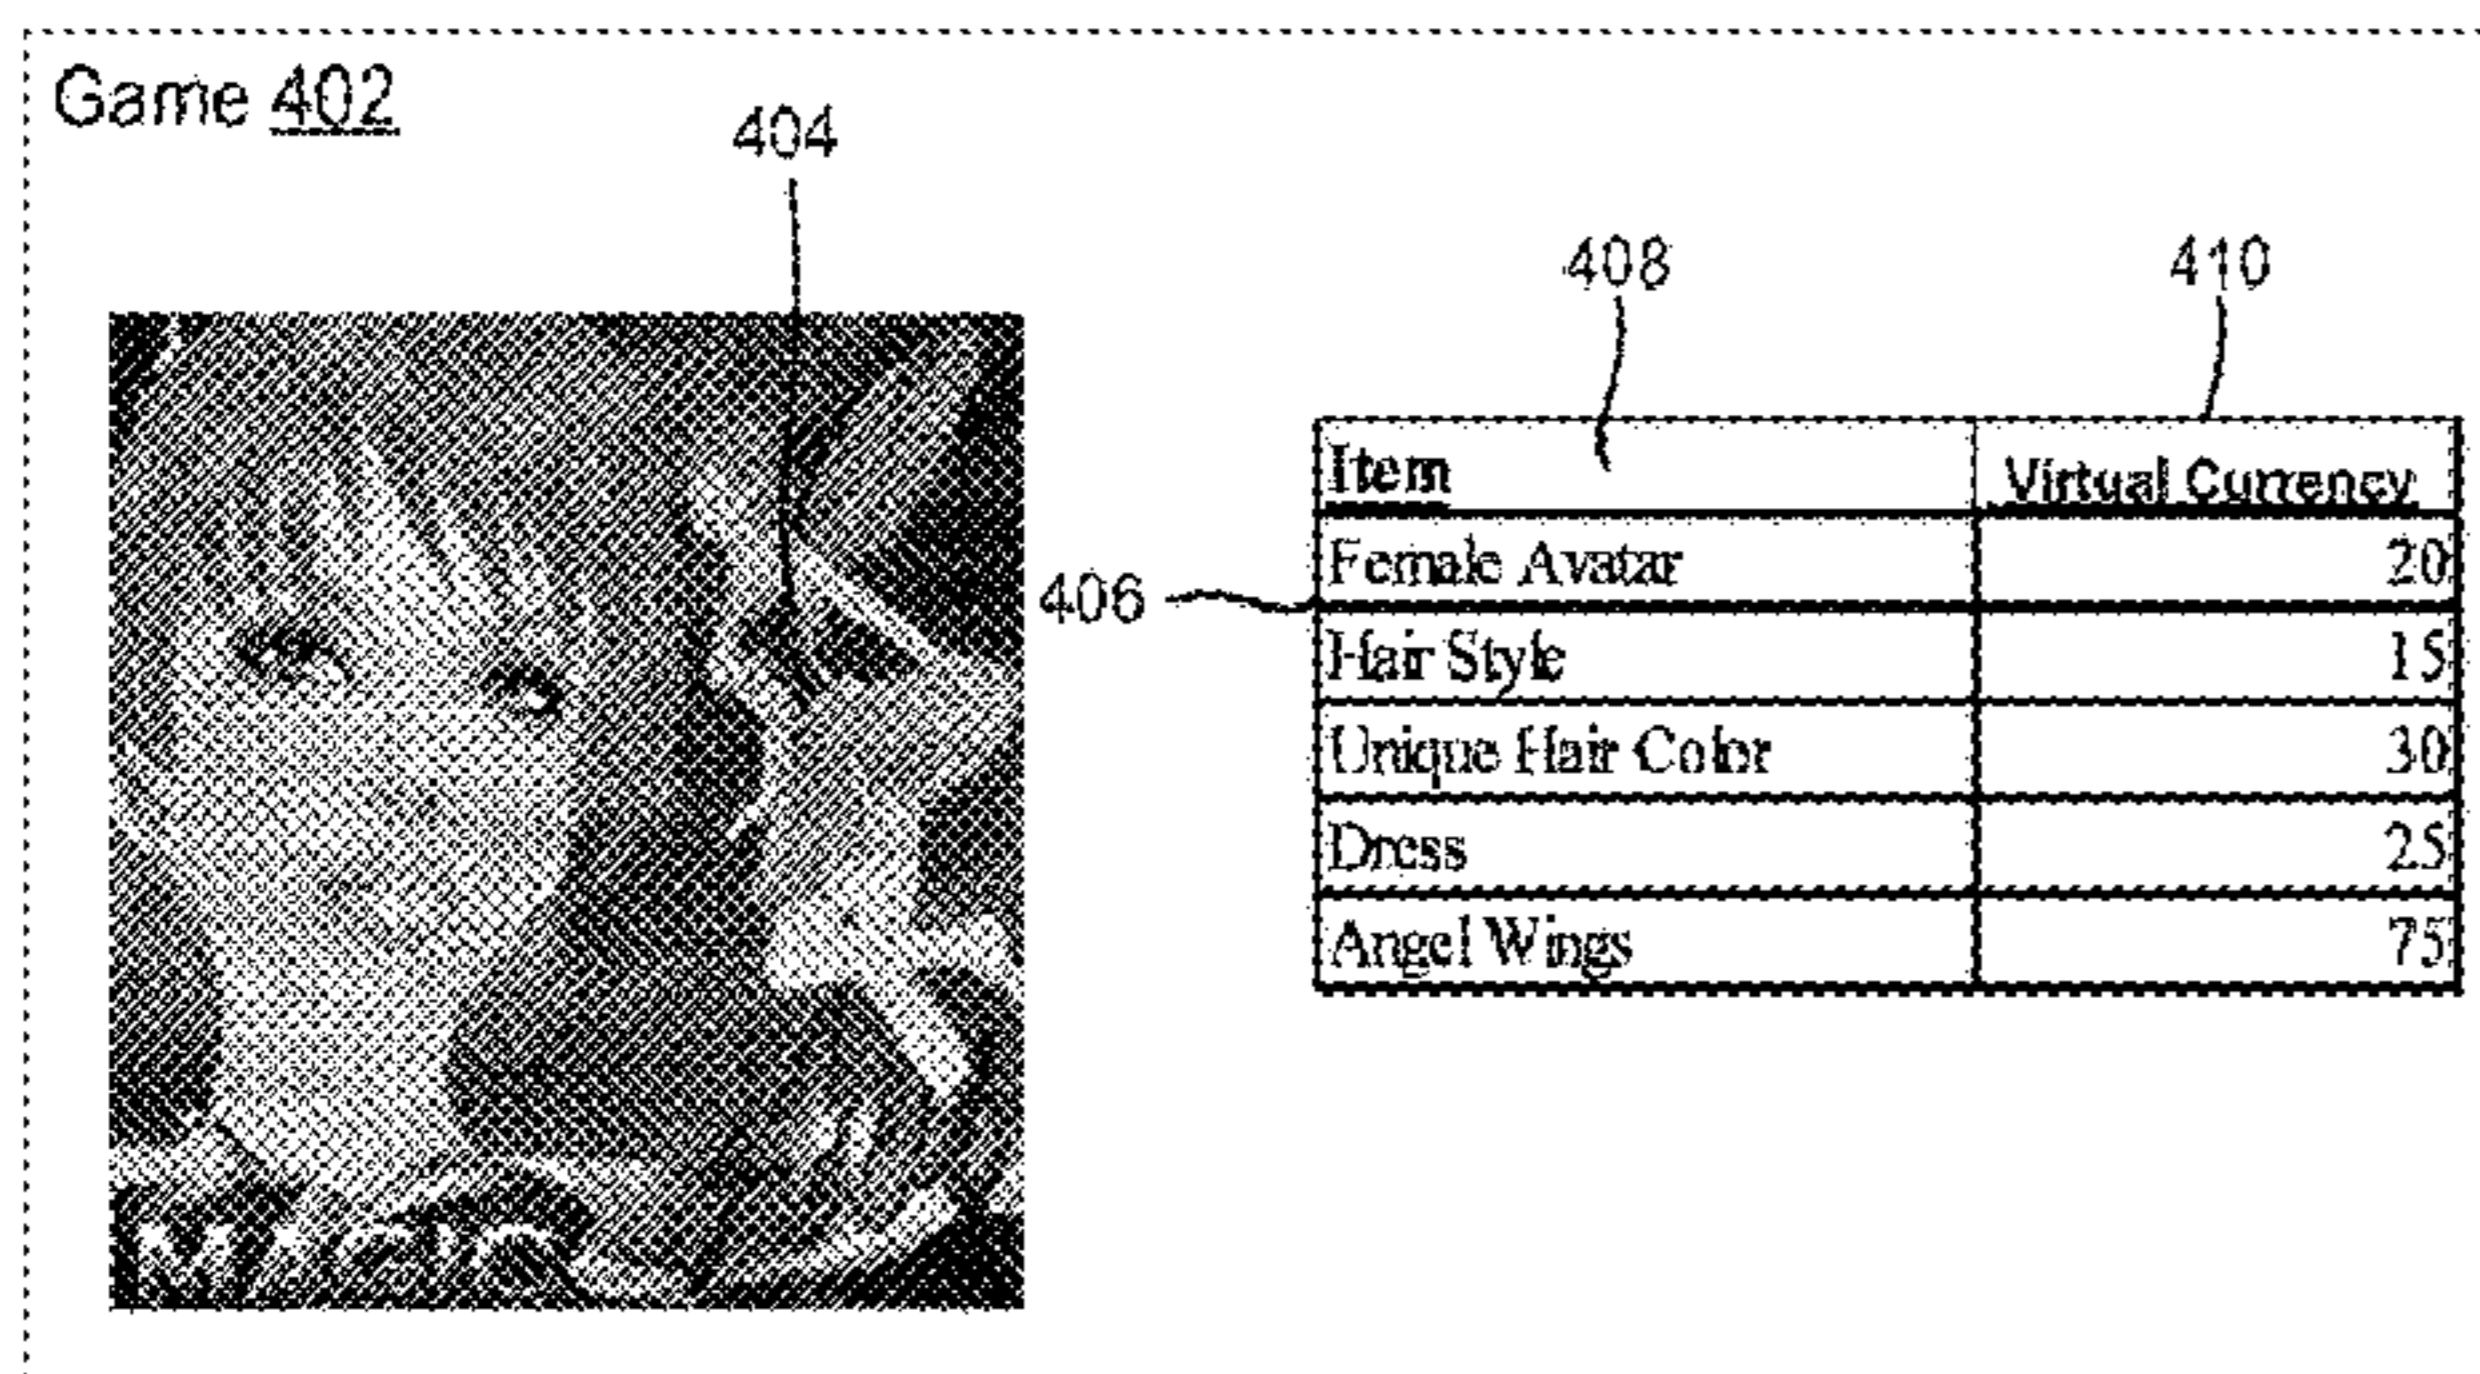 Game 402
404
408
410
Item
Virtual Currency
406
Female Avatar
20
Hair Style
15
Unique Hair Color
30
Dress
25
Angel Wings
75